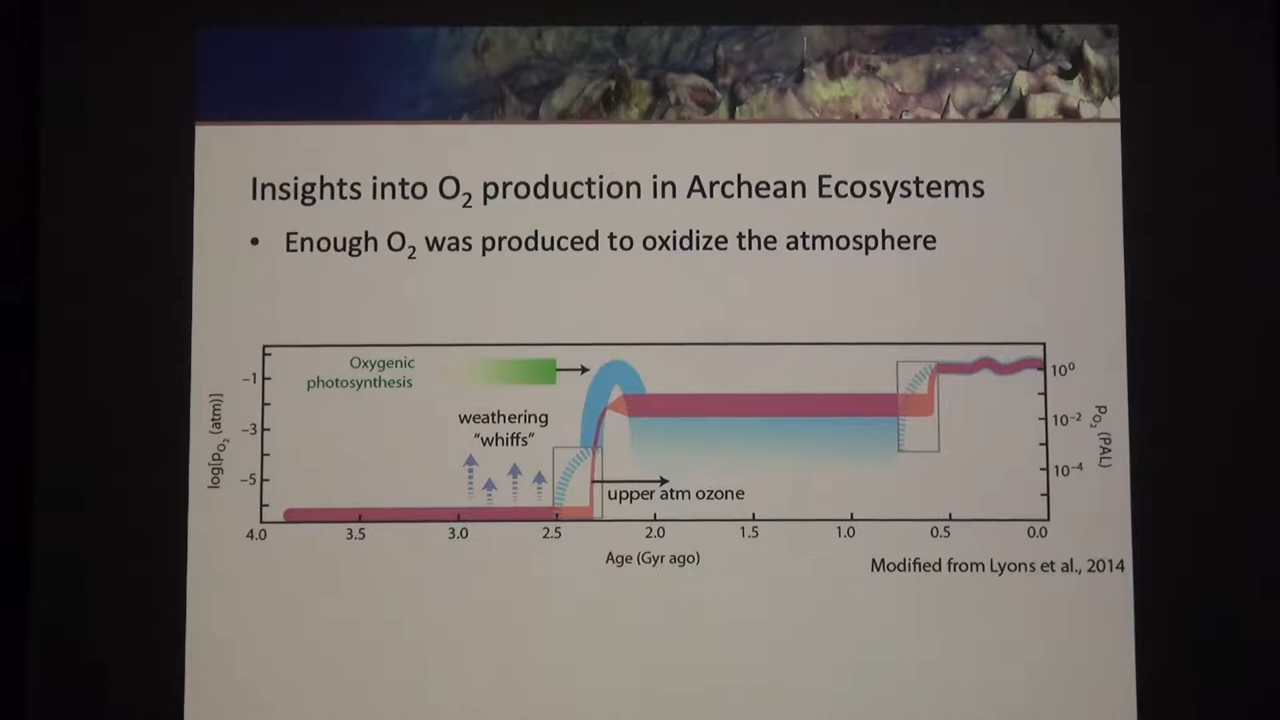 Insights into O₂ production in Archean Ecosystems
• Enough O₂ was produced to oxidize the atmosphere
Oxygenic
photosynthesis
weathering
"whiffs"
upper atm ozone
log[pO₂ (atm)]
−1
−3
−5
10⁰
10⁻²
10⁻⁴
pO₂ (PAL)
4.0 3.5 3.0 2.5 2.0 1.5 1.0 0.5 0.0
Age (Gyr ago)
Modified from Lyons et al., 2014